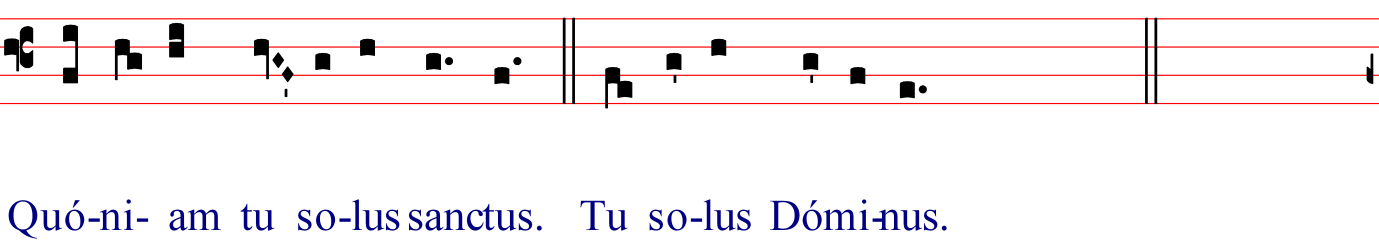 Quó-ni- am tu so-lus sanctus. Tu so-lus Dómi-nus.